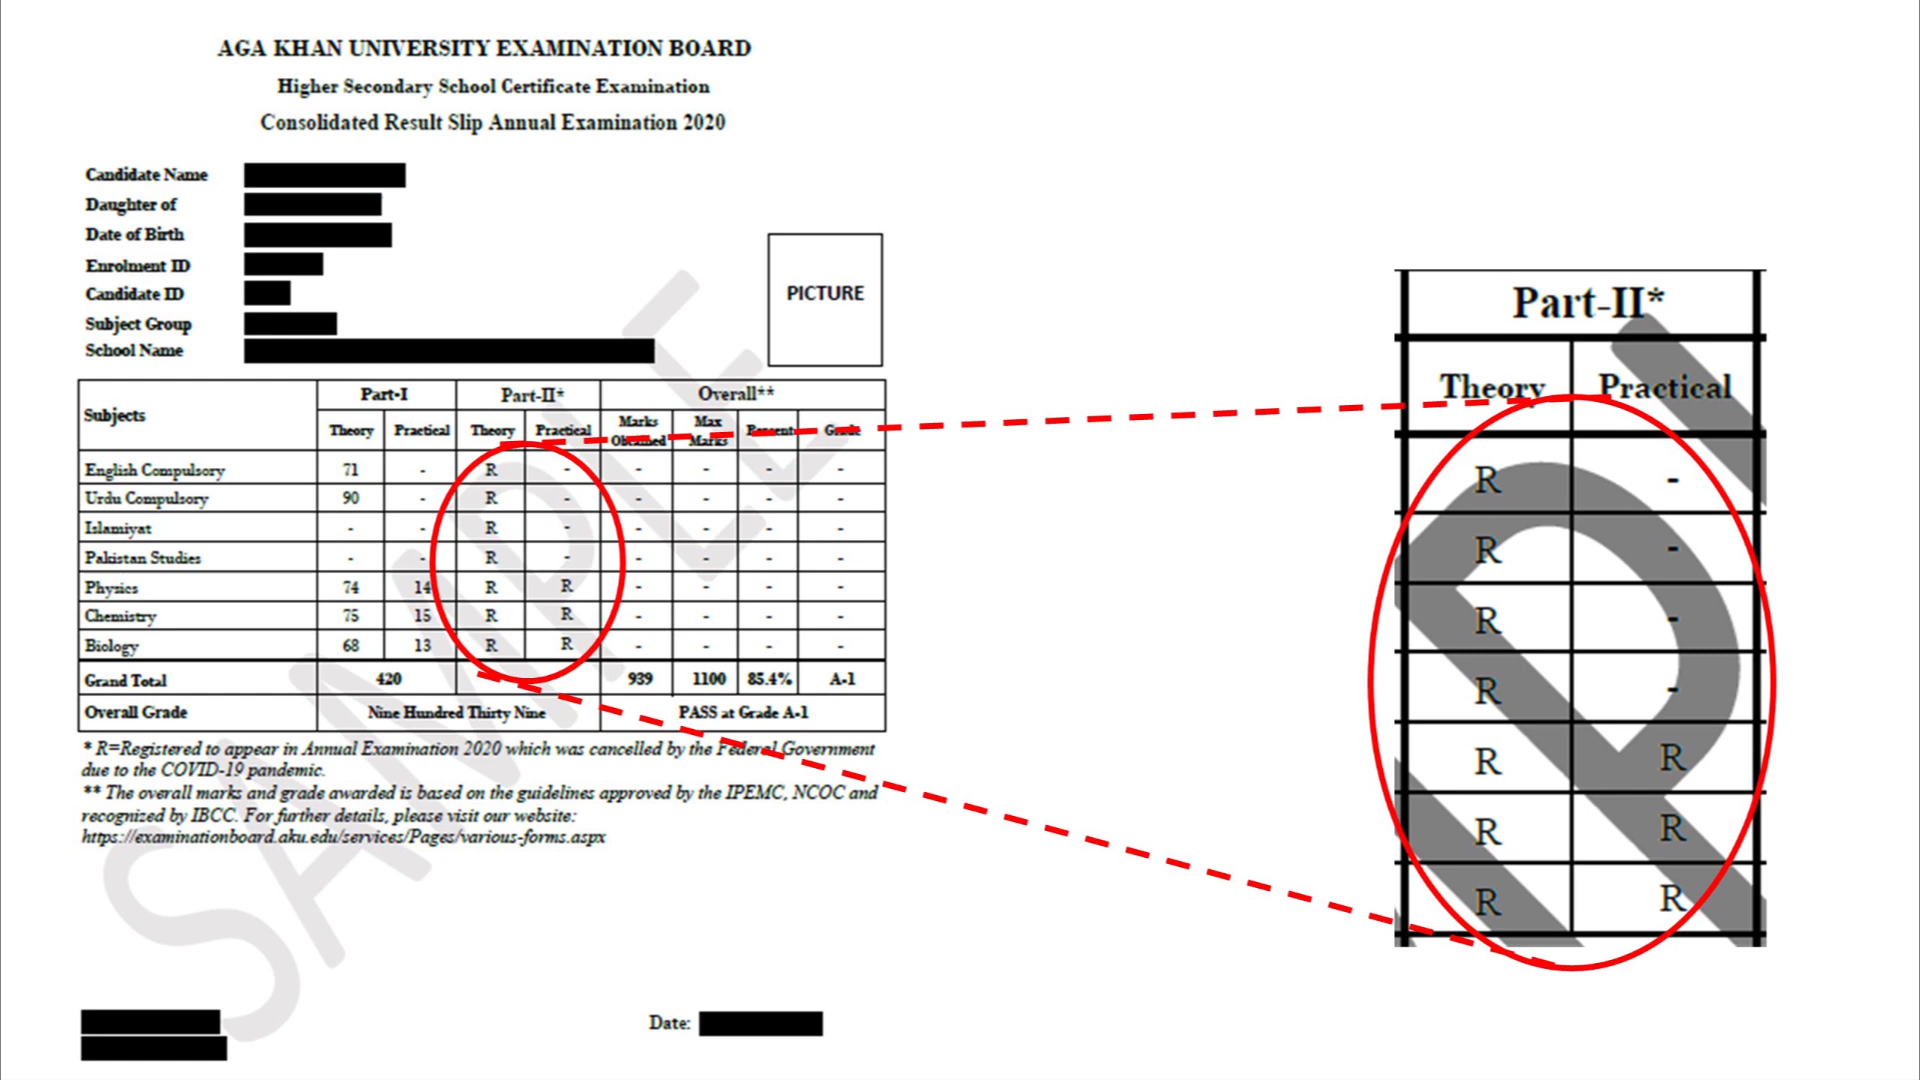 AGA KHAN UNIVERSITY EXAMINATION BOARD
Higher Secondary School Certificate Examination
Consolidated Result Slip Annual Examination 2020
Candidate Name
Daughter of
Date of Birth
Enrolment ID
Candidate ID
Subject Group
School Name
PICTURE
Subjects Part-I Part-II* Overall**
Theory Practical Theory Practical Marks Obtained Max Marks Percent Grade
English Compulsory 71 - R - - - - -
Urdu Compulsory 90 - R - - - - -
Islamiyat - - R - - - - -
Pakistan Studies - - R - - - - -
Physics 74 14 R R - - - -
Chemistry 75 15 R R - - - -
Biology 68 13 R R - - - -
Grand Total 420 939 1100 85.4% A-1
Overall Grade Nine Hundred Thirty Nine PASS at Grade A-1
* R=Registered to appear in Annual Examination 2020 which was cancelled by the Federal Government
due to the COVID-19 pandemic.
** The overall marks and grade awarded is based on the guidelines approved by the IPEMC, NCOC and
recognized by IBCC. For further details, please visit our website:
https://examinationboard.aku.edu/services/Pages/various-forms.aspx
Date:
SAMPLE
Part-II*
Theory Practical
R -
R -
R -
R -
R R
R R
R R